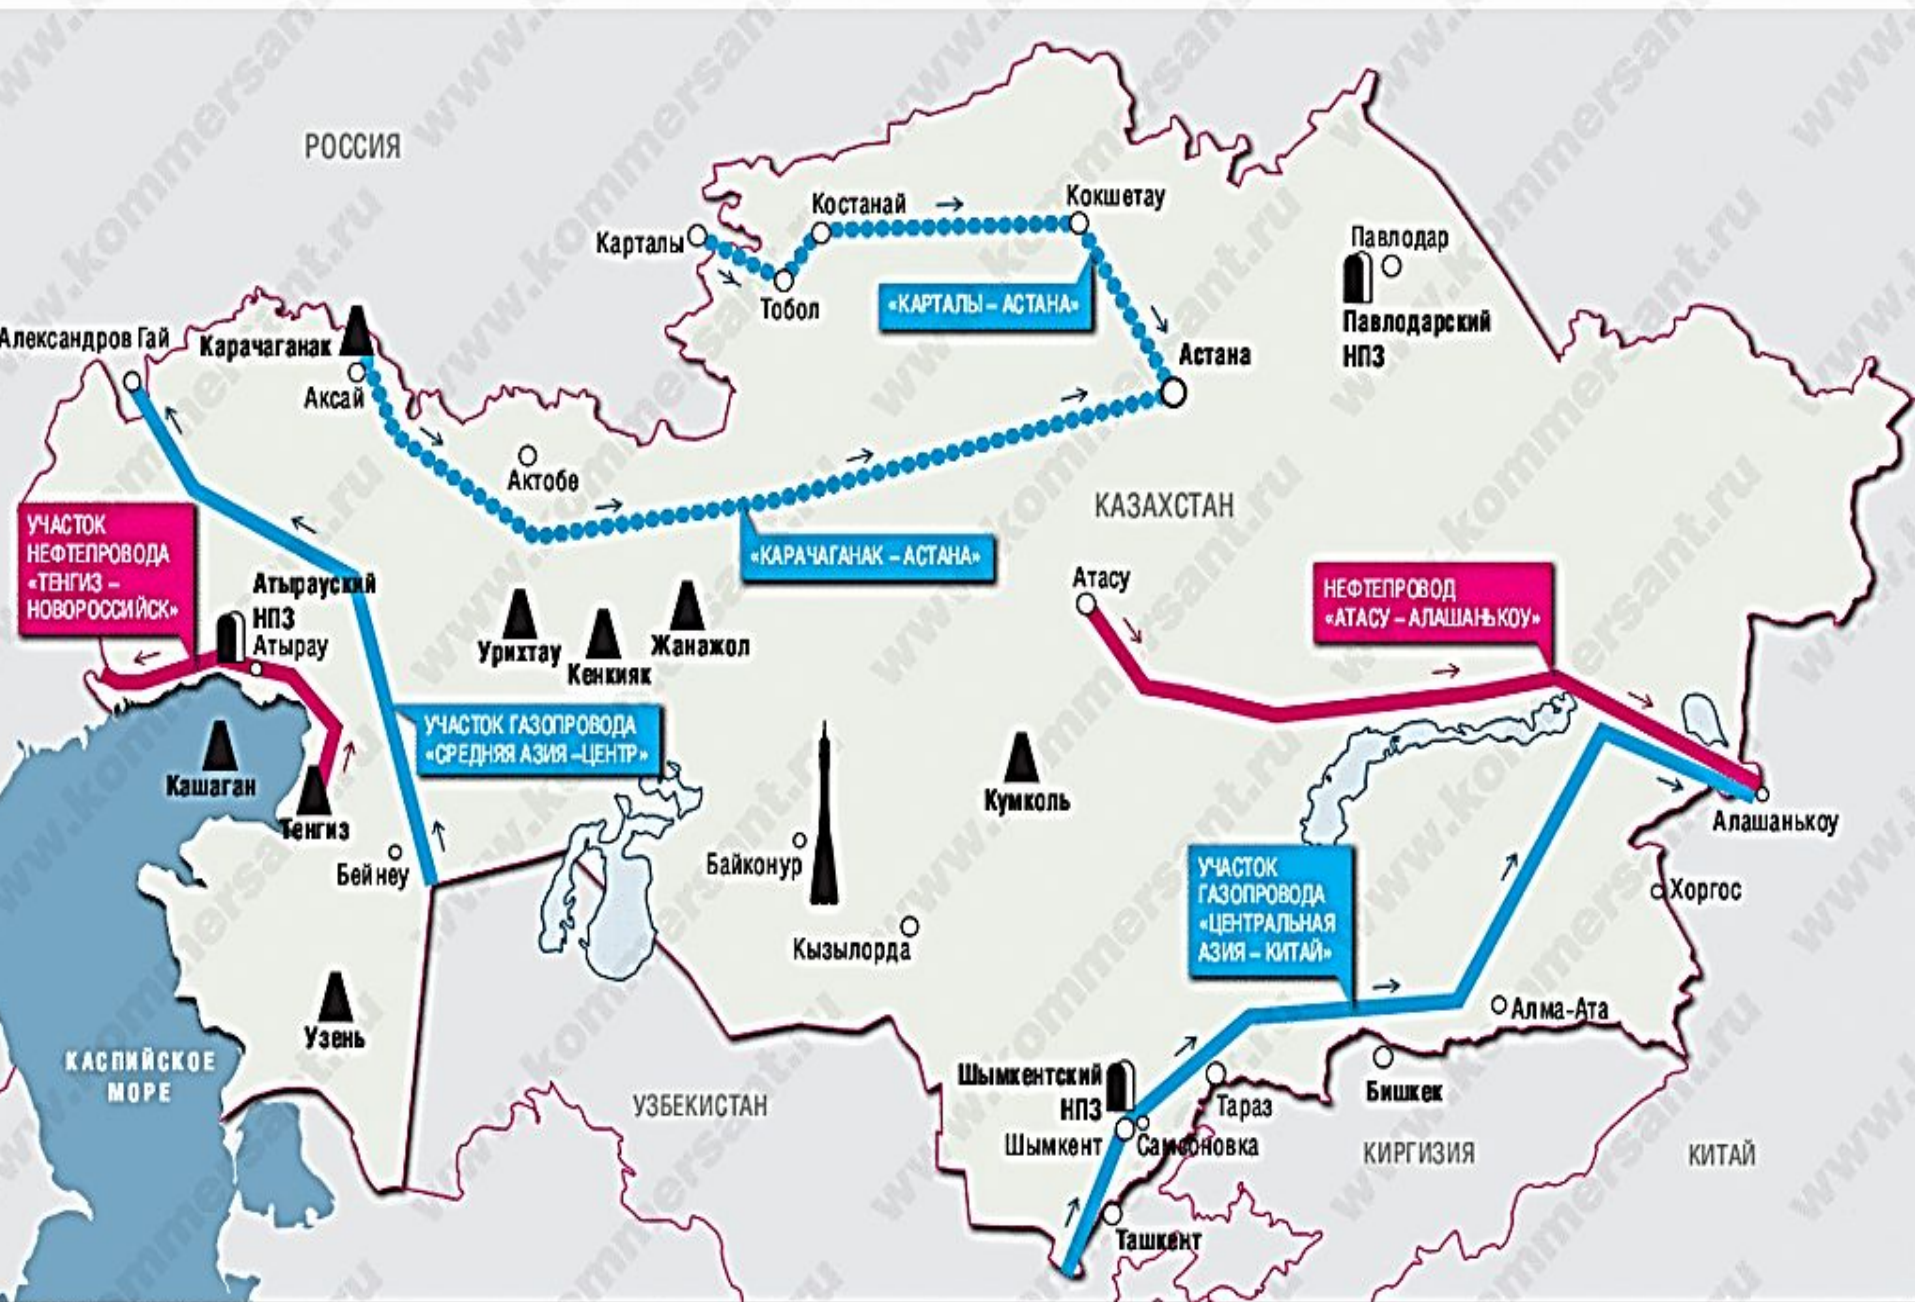 РОССИЯ
Костанай
Кокшетау
Карталы
Павлодар
Тобол
«КАРТАЛЫ – АСТАНА»
Павлодарский
НПЗ
Александров Гай
Карачаганак
Астана
Аксай
Актобе
КАЗАХСТАН
УЧАСТОК
НЕФТЕПРОВОДА
«ТЕНГИЗ –
НОВОРОССИЙСК»
«КАРАЧАГАНАК – АСТАНА»
Атырауский
НПЗ
Атырау
Атасу
НЕФТЕПРОВОД
«АТАСУ – АЛАШАНЬКОУ»
Урихтау
Кенкияк
Жанажол
УЧАСТОК ГАЗОПРОВОДА
«СРЕДНЯЯ АЗИЯ –ЦЕНТР»
Кашаган
Тенгиз
Кумколь
Алашанькоу
Бейнеу
Байконур
УЧАСТОК
ГАЗОПРОВОДА
«ЦЕНТРАЛЬНАЯ
АЗИЯ – КИТАЙ»
Хоргос
Кызылорда
Алма-Ата
Узень
КАСПИЙСКОЕ
МОРЕ
Шымкентский
НПЗ
Бишкек
УЗБЕКИСТАН
Тараз
Шымкент
Самсоновка
КИРГИЗИЯ
КИТАЙ
Ташкент
www.kommersant.ru